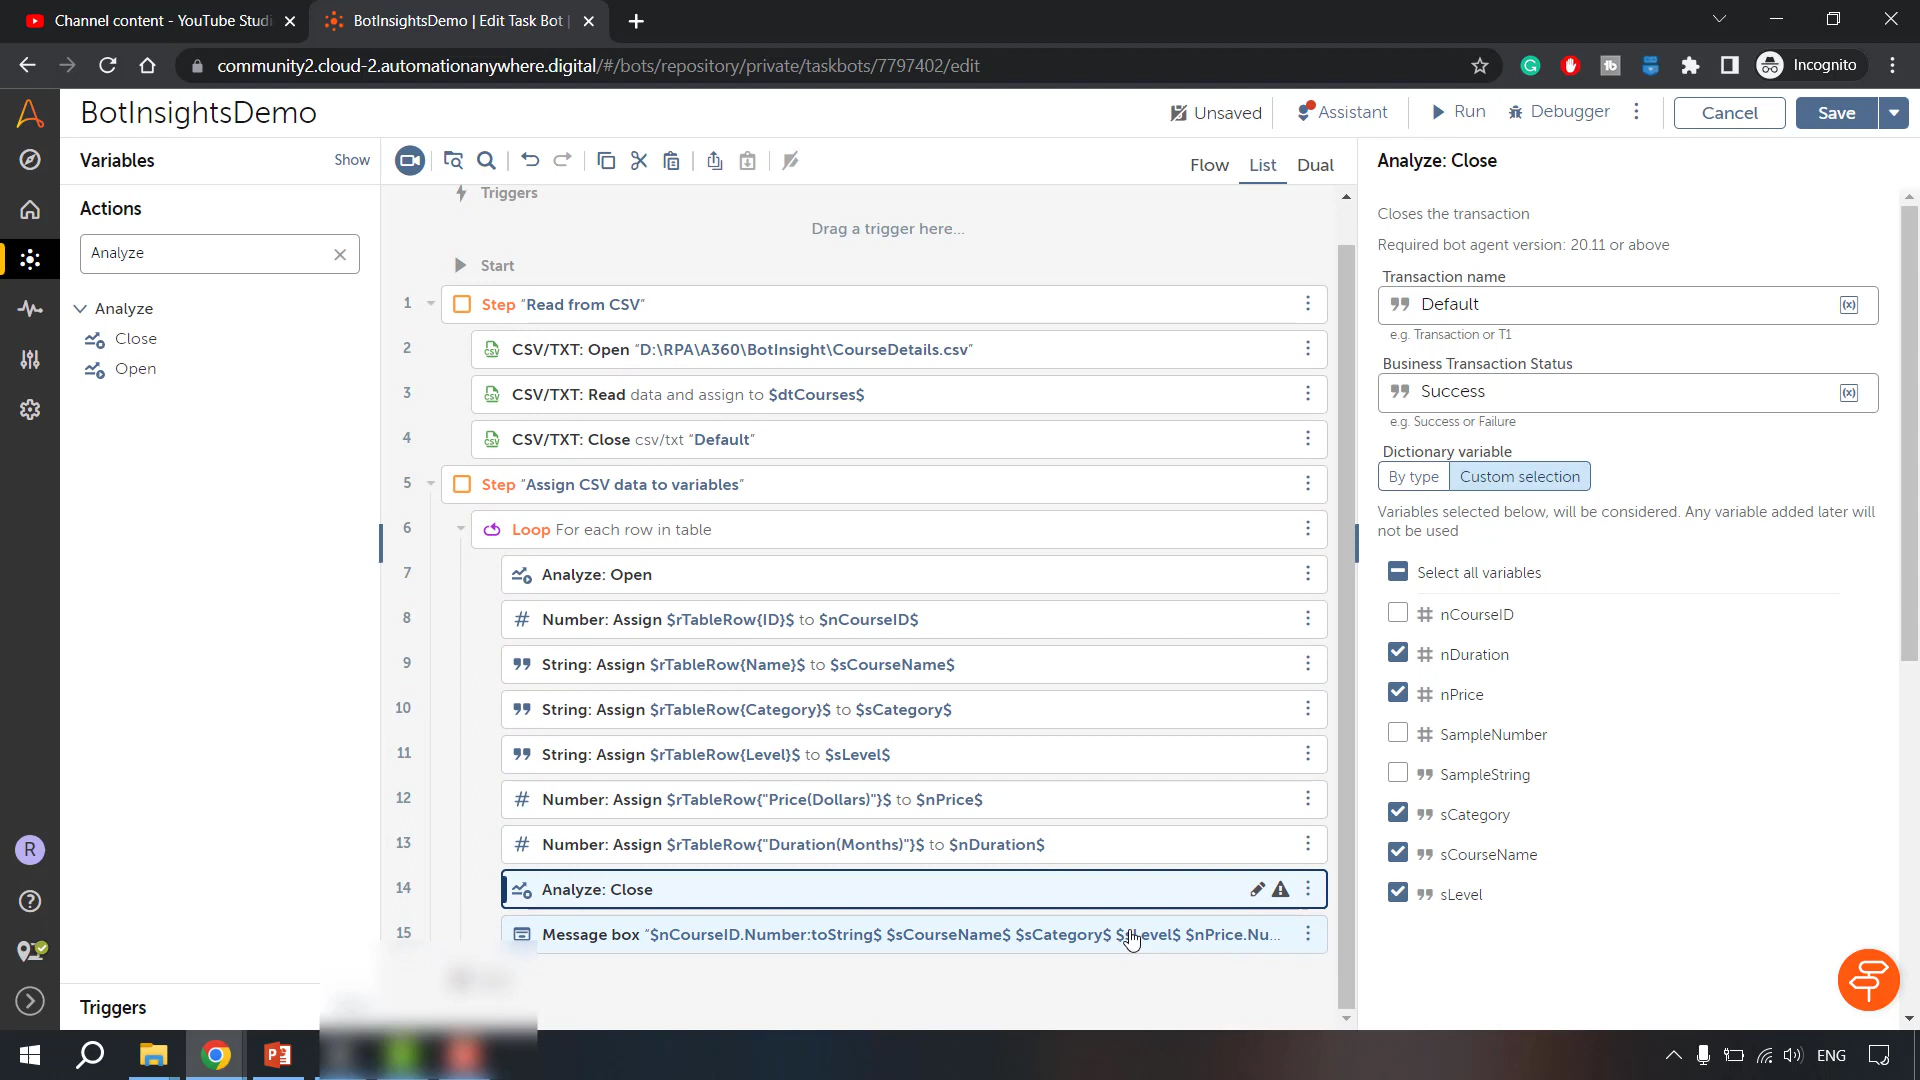 Channel content - YouTube Studi
BotInsightsDemo | Edit Task Bot |
community2.cloud-2.automationanywhere.digital/#/bots/repository/private/taskbots/7797402/edit
Incognito
BotInsightsDemo
Unsaved
Assistant
Run
Debugger
Cancel
Save
Variables
Show
Flow
List
Dual
Analyze: Close
Actions
Analyze
Analyze
Close
Open
Triggers
Triggers
Drag a trigger here...
Start
1 Step “Read from CSV”
2 CSV/TXT: Open “D:\RPA\A360\BotInsight\CourseDetails.csv”
3 CSV/TXT: Read data and assign to $dtCourses$
4 CSV/TXT: Close csv/txt “Default”
5 Step “Assign CSV data to variables”
6 Loop For each row in table
7 Analyze: Open
8 Number: Assign $rTableRow{ID}$ to $nCourseID$
9 String: Assign $rTableRow{Name}$ to $sCourseName$
10 String: Assign $rTableRow{Category}$ to $sCategory$
11 String: Assign $rTableRow{Level}$ to $sLevel$
12 Number: Assign $rTableRow{"Price(Dollars)"}$ to $nPrice$
13 Number: Assign $rTableRow{"Duration(Months)"}$ to $nDuration$
14 Analyze: Close
15 Message box “$nCourseID.Number:toString$ $sCourseName$ $sCategory$ $sLevel$ $nPrice.Nu...
Closes the transaction
Required bot agent version: 20.11 or above
Transaction name
Default
(x)
e.g. Transaction or T1
Business Transaction Status
Success
(x)
e.g. Success or Failure
Dictionary variable
By type
Custom selection
Variables selected below, will be considered. Any variable added later will
not be used
Select all variables
nCourseID
nDuration
nPrice
SampleNumber
SampleString
sCategory
sCourseName
sLevel
R
ENG